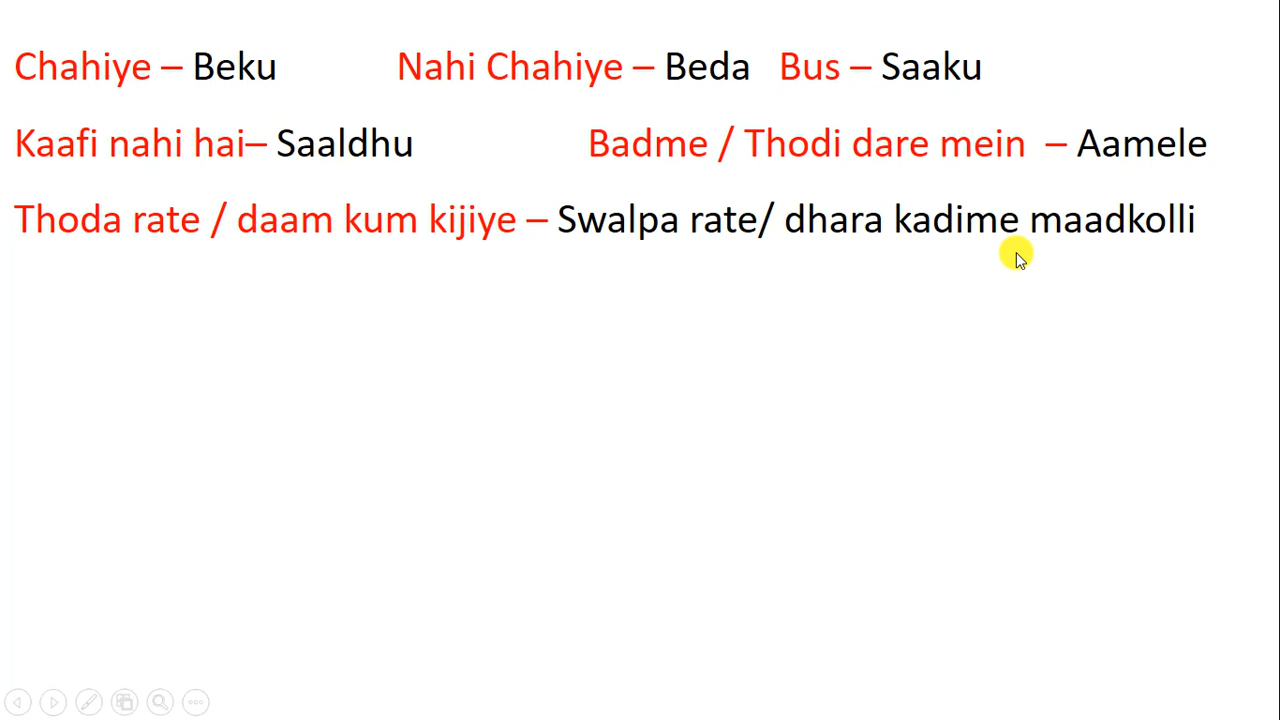 Chahiye – Beku Nahi Chahiye – Beda Bus – Saaku
Kaafi nahi hai– Saaldhu Badme / Thodi dare mein – Aamele
Thoda rate / daam kum kijiye – Swalpa rate/ dhara kadime maadkolli